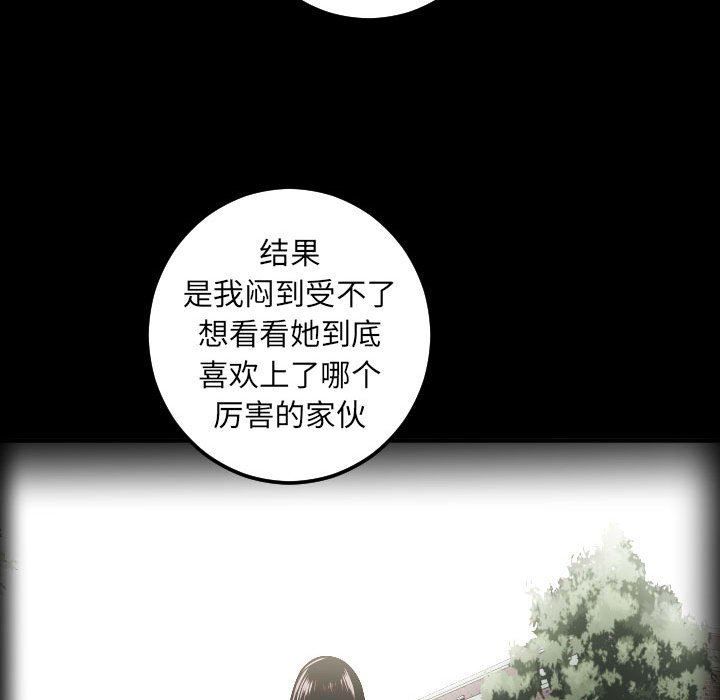 结果
是我闷到受不了
想看看她到底
喜欢上了哪个
厉害的家伙